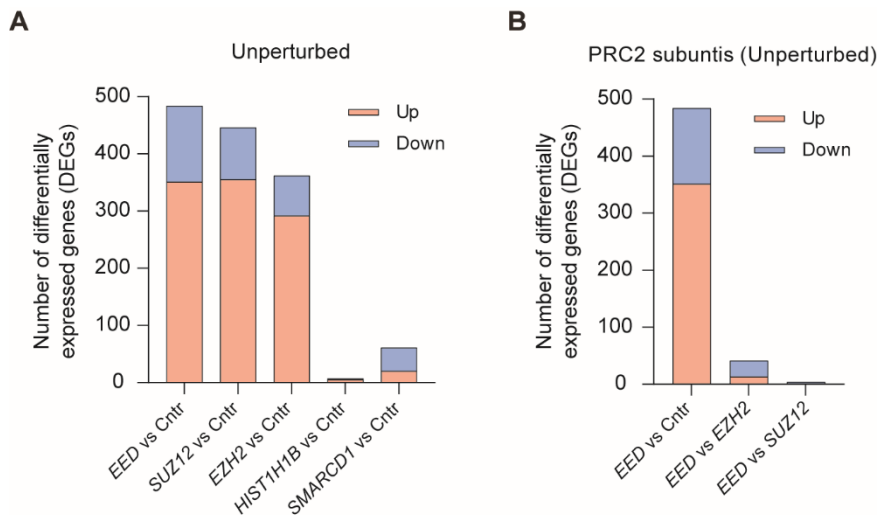 A
Unperturbed
Number of differentially
expressed genes (DEGs)
500
400
300
200
100
0
Up
Down
EED vs Cntr
SUZ12 vs Cntr
EZH2 vs Cntr
HIST1H1B vs Cntr
SMARCD1 vs Cntr
B
PRC2 subuntis (Unperturbed)
Number of differentially
expressed genes (DEGs)
500
400
300
200
100
0
Up
Down
EED vs Cntr
EED vs EZH2
EED vs SUZ12